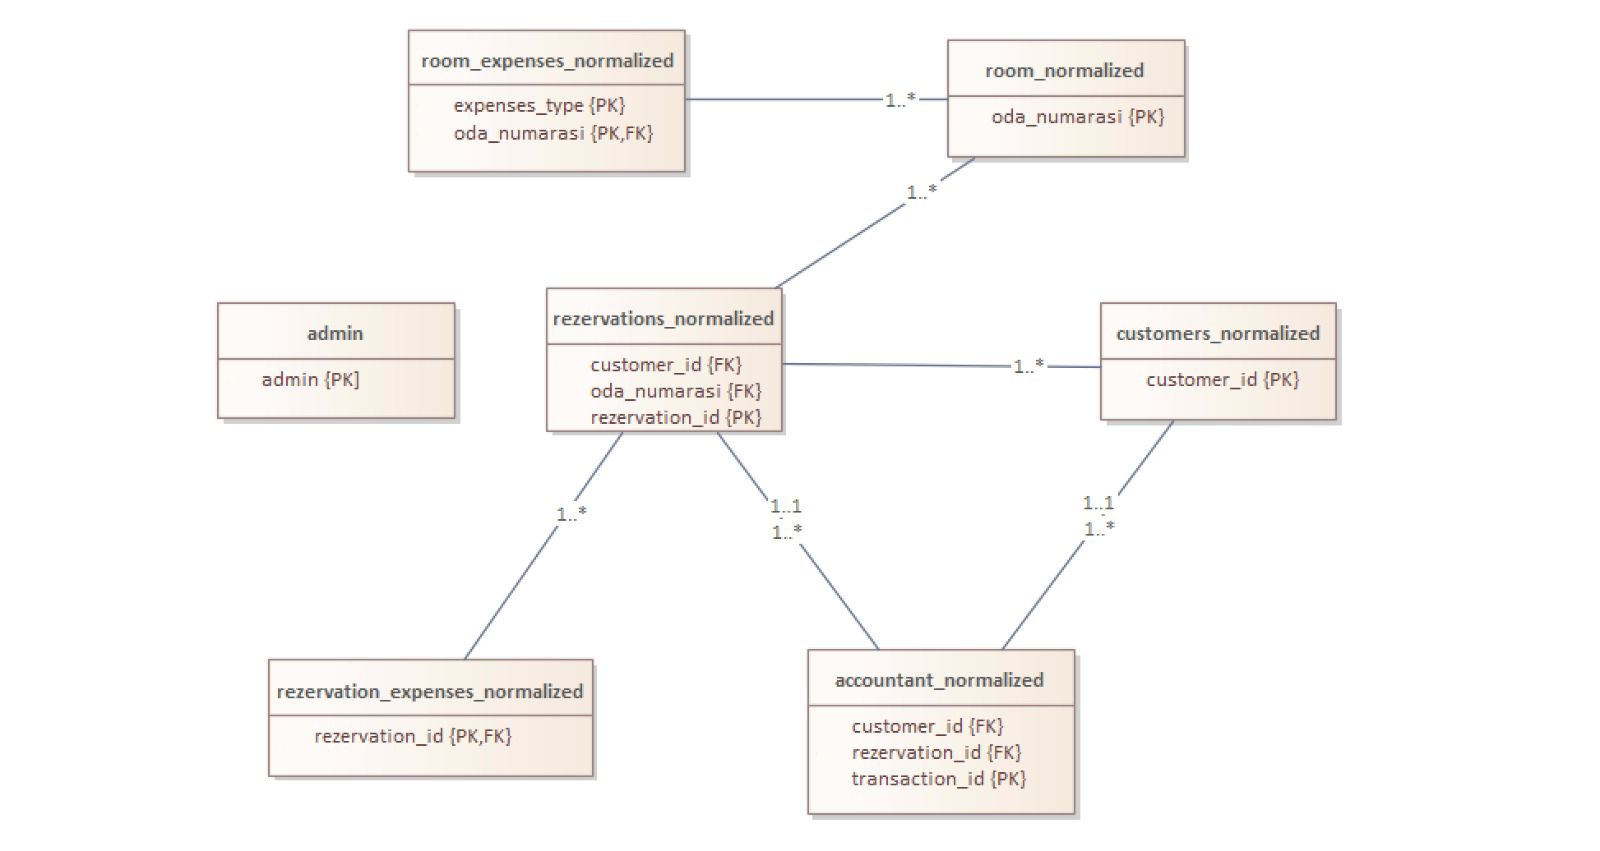 room_expenses_normalized
expenses_type {PK}
oda_numarasi {PK,FK}
1..*
room_normalized
oda_numarasi {PK}
1..*
admin
admin {PK]
rezervations_normalized
customer_id {FK}
oda_numarasi {FK}
rezervation_id {PK}
1..*
customers_normalized
customer_id {PK}
1..*
1..1
1..*
1..1
1..*
rezervation_expenses_normalized
rezervation_id {PK,FK}
accountant_normalized
customer_id {FK}
rezervation_id {FK}
transaction_id {PK}